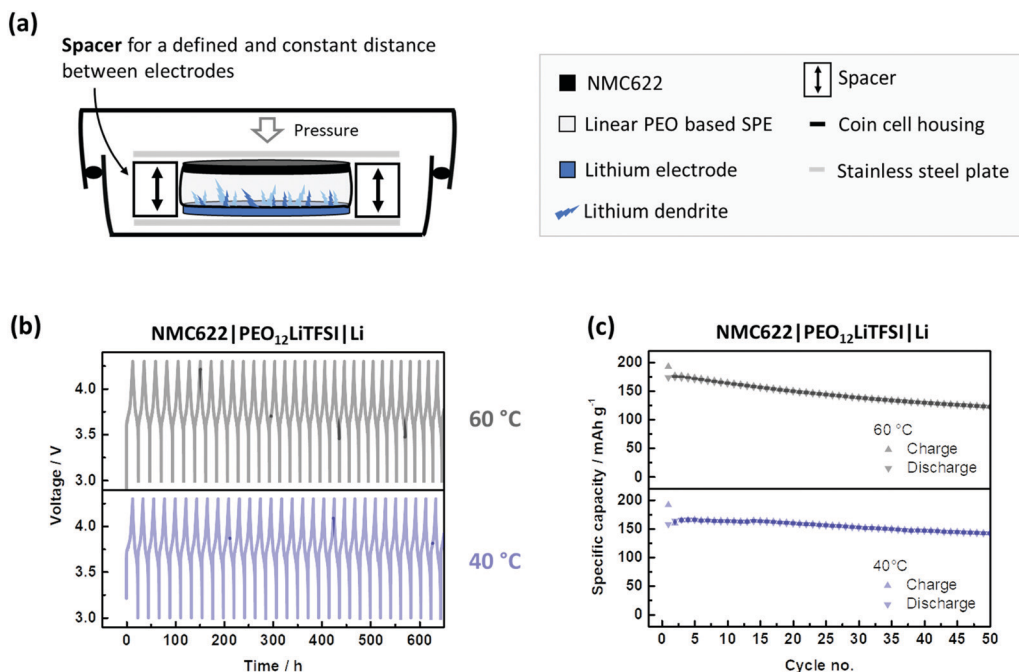 (a)
Spacer for a defined and constant distance
between electrodes
Pressure
NMC622
Spacer
Linear PEO based SPE
Coin cell housing
Lithium electrode
Stainless steel plate
Lithium dendrite
(b)
NMC622|PEO₁₂LiTFSI|Li
4.0
3.5
3.0
60 °C
4.0
3.5
3.0
40 °C
Voltage / V
0 100 200 300 400 500 600
Time / h
(c)
NMC622|PEO₁₂LiTFSI|Li
200
175
150
125
100
75
50
25
0
60 °C
Charge
Discharge
200
150
100
50
0
40°C
Charge
Discharge
Specific capacity / mAh g⁻¹
0 5 10 15 20 25 30 35 40 45 50
Cycle no.